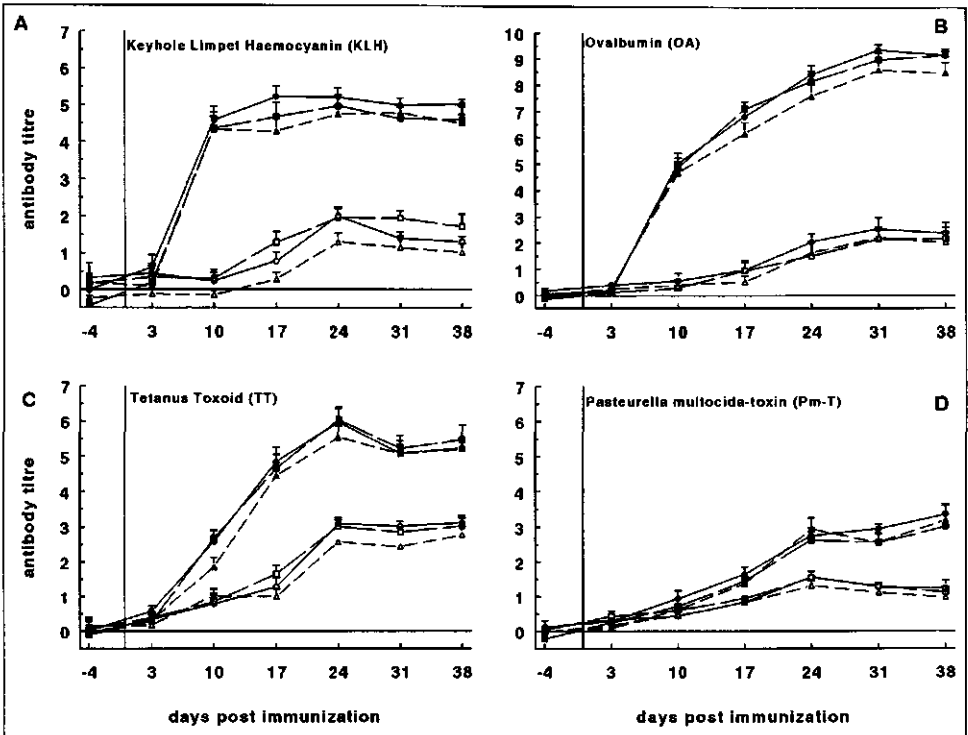 A
Keyhole Limpet Haemocyanin (KLH)
7
6
5
4
3
2
1
0
antibody titre
-4 3 10 17 24 31 38
B
Ovalbumin (OA)
10
9
8
7
6
5
4
3
2
1
0
-4 3 10 17 24 31 38
C
Tetanus Toxoid (TT)
7
6
5
4
3
2
1
0
antibody titre
-4 3 10 17 24 31 38
days post immunization
D
Pasteurella multocida-toxin (Pm-T)
7
6
5
4
3
2
1
0
-4 3 10 17 24 31 38
days post immunization